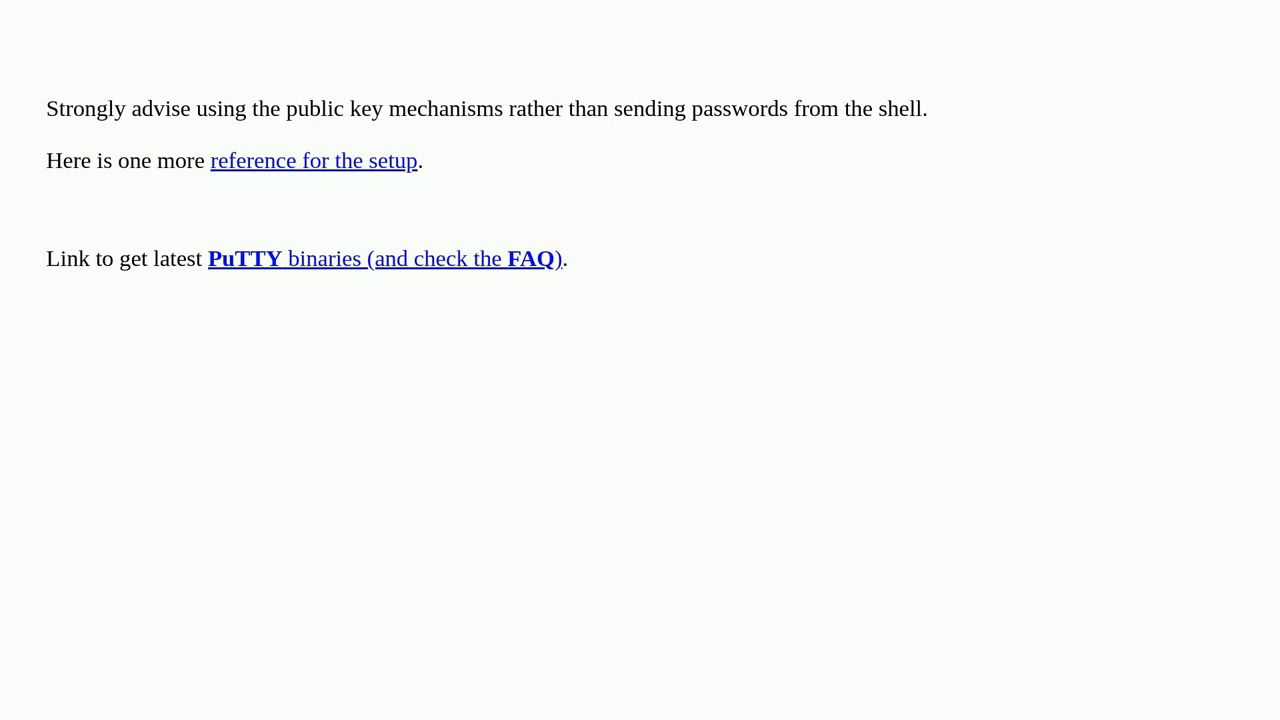 Strongly advise using the public key mechanisms rather than sending passwords from the shell.
Here is one more reference for the setup.
Link to get latest PuTTY binaries (and check the FAQ).